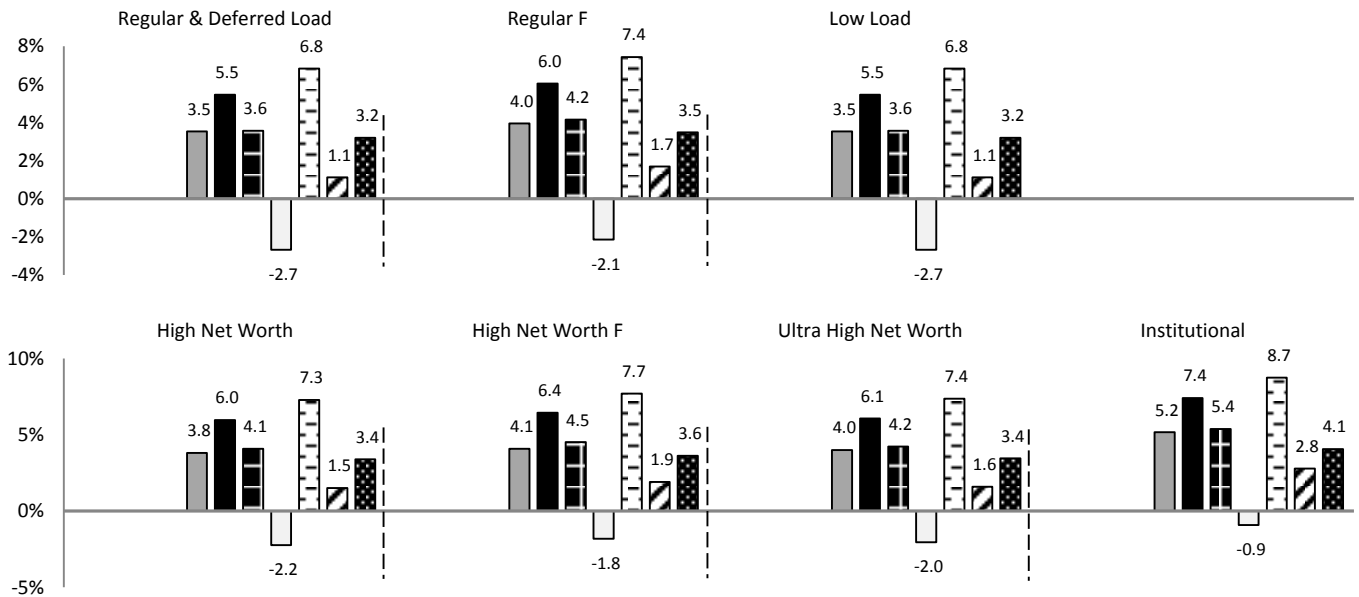 Regular & Deferred Load Regular F Low Load
8% 6.8 7.4 6.8
6% 5.5 6.0 5.5
4% 3.5 3.6 3.2 4.0 4.2 3.5 3.5 3.6 3.2
2% 1.1 1.7 1.1
0%
-2%
-4% -2.7 -2.1 -2.7
High Net Worth High Net Worth F Ultra High Net Worth Institutional
10% 7.3 7.7 7.4 8.7
6.0 6.4 6.1 7.4
5% 3.8 4.1 3.4 4.1 4.5 3.6 4.0 4.2 3.4 5.2 5.4 4.1
1.5 1.9 1.6 2.8
0%
-2.2 -1.8 -2.0 -0.9
-5%